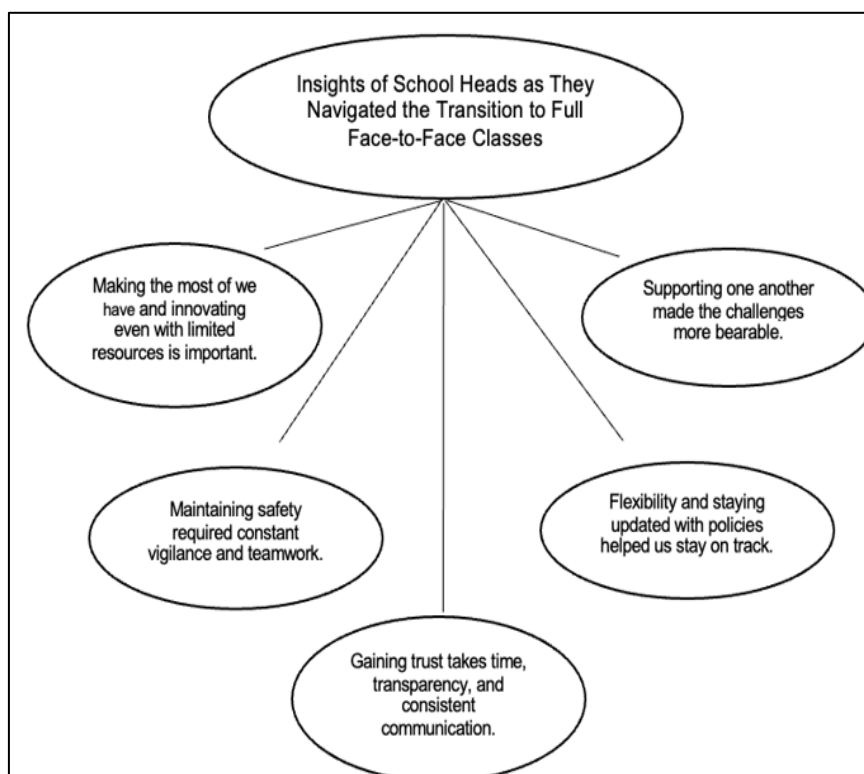 Insights of School Heads as They
Navigated the Transition to Full
Face-to-Face Classes
Making the most of we
have and innovating
even with limited
resources is important.
Supporting one another
made the challenges
more bearable.
Maintaining safety
required constant
vigilance and teamwork.
Flexibility and staying
updated with policies
helped us stay on track.
Gaining trust takes time,
transparency, and
consistent
communication.